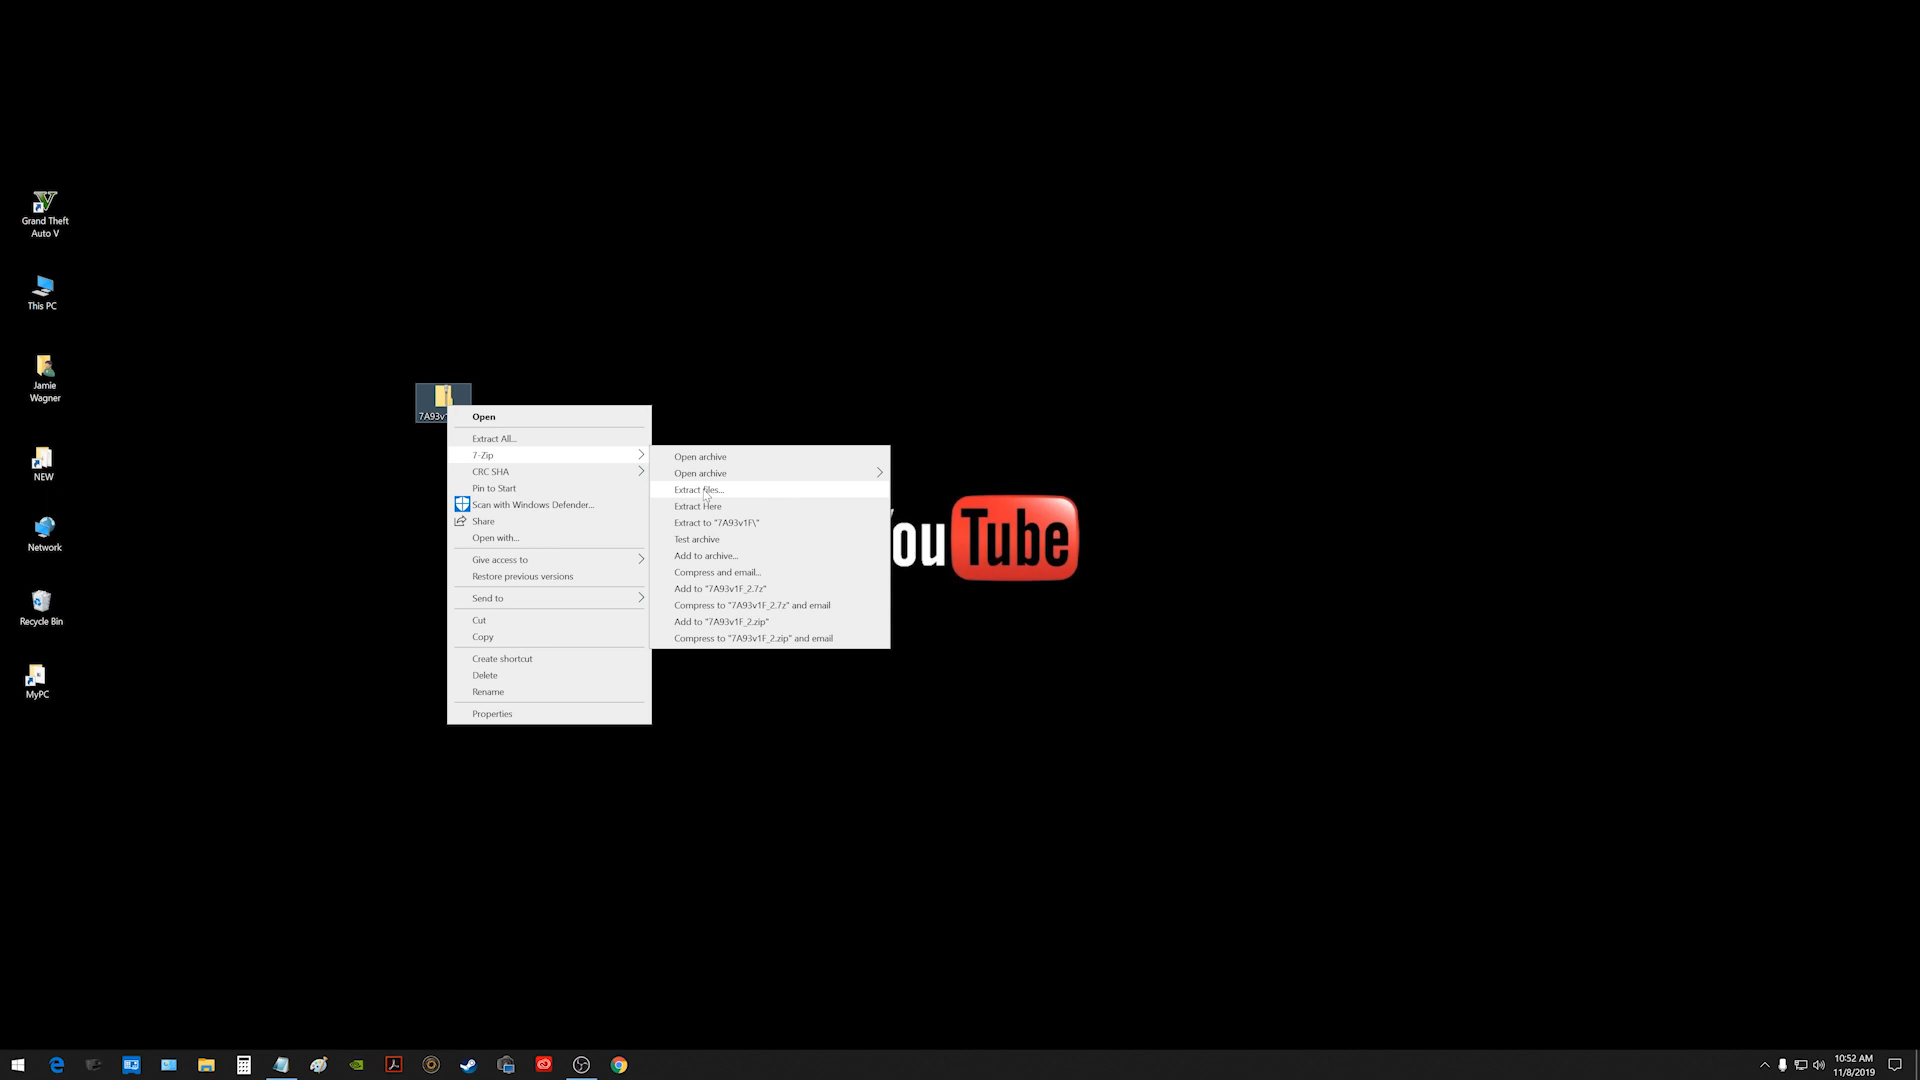 Grand Theft
Auto V
This PC
Jamie
Wagner
NEW
Network
Recycle Bin
MyPC
Open
Extract All...
7-Zip
CRC SHA
Pin to Start
Scan with Windows Defender...
Share
Open with...
Give access to
Restore previous versions
Send to
Cut
Copy
Create shortcut
Delete
Rename
Properties
Open archive
Open archive
Extract files...
Extract Here
Extract to "7A93v1F\"
Test archive
Add to archive...
Compress and email...
Add to "7A93v1F_2.7z"
Compress to "7A93v1F_2.7z" and email
Add to "7A93v1F_2.zip"
Compress to "7A93v1F_2.zip" and email
ouTube
10:52 AM
11/8/2019